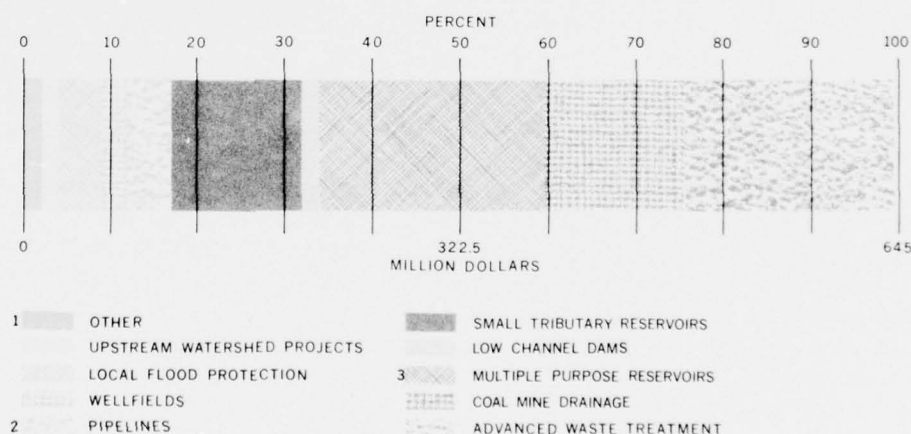 PERCENT
0 10 20 30 40 50 60 70 80 90 100
0 322.5 645
MILLION DOLLARS
1 OTHER
UPSTREAM WATERSHED PROJECTS
LOCAL FLOOD PROTECTION
WELLFIELDS
2 PIPELINES
SMALL TRIBUTARY RESERVOIRS
LOW CHANNEL DAMS
3 MULTIPLE PURPOSE RESERVOIRS
COAL MINE DRAINAGE
ADVANCED WASTE TREATMENT